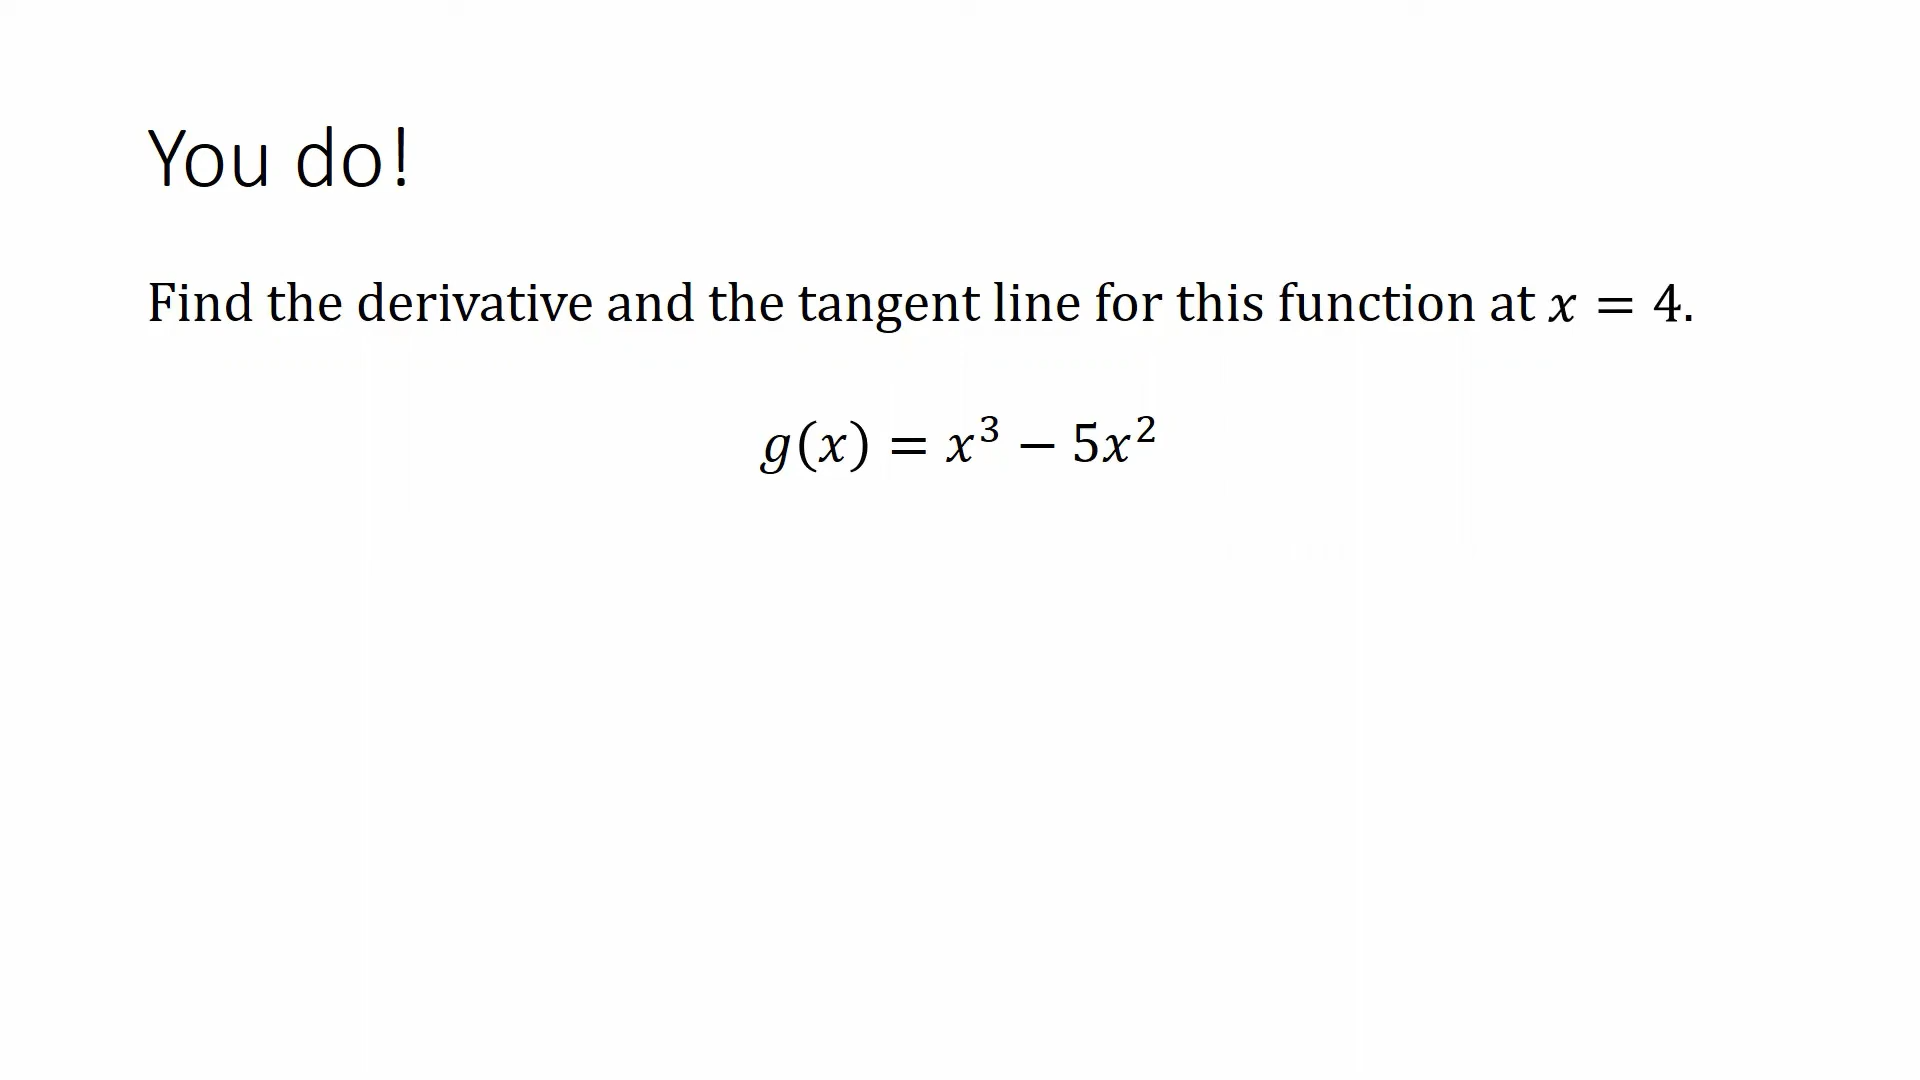 You do!
Find the derivative and the tangent line for this function at 𝑥 = 4.
𝑔(𝑥) = 𝑥³ − 5𝑥²